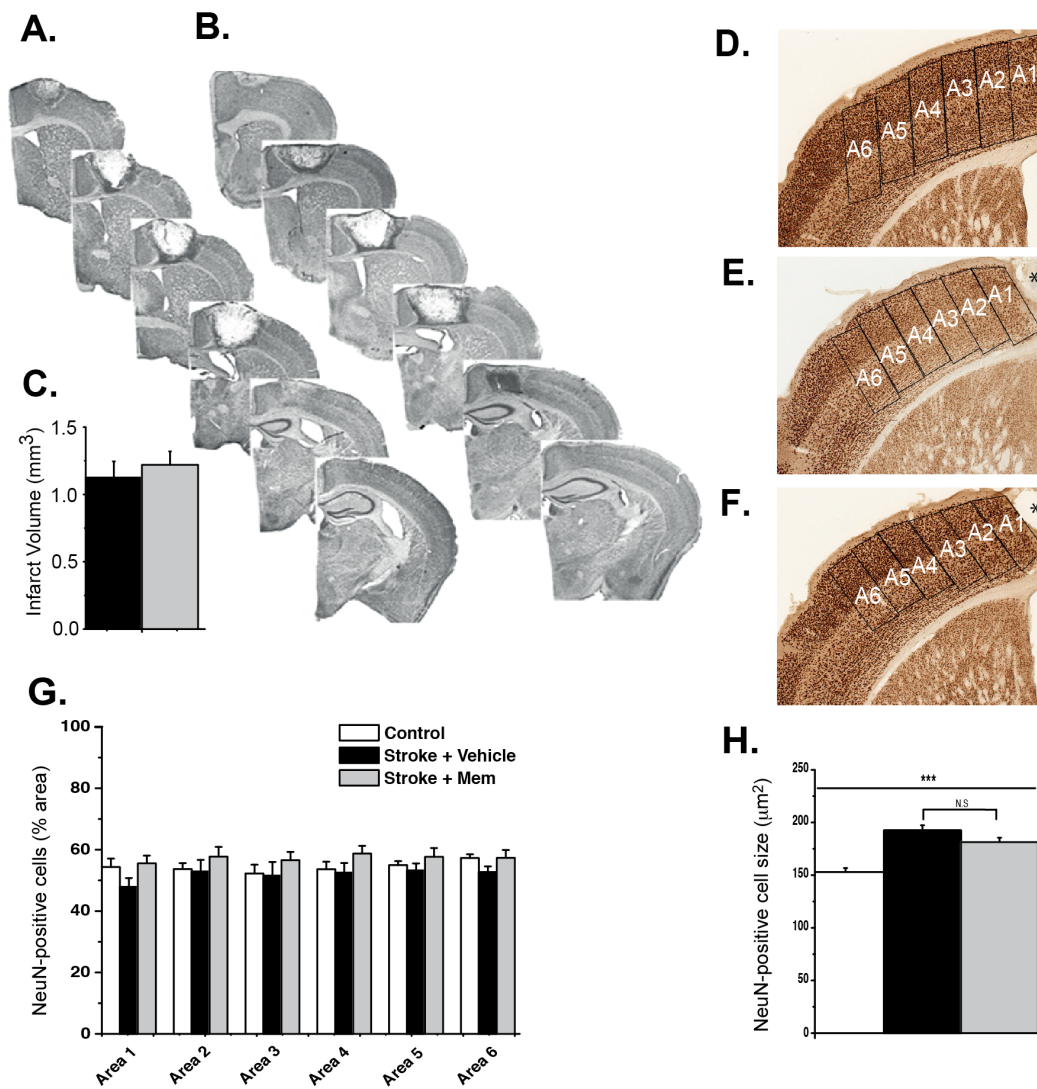 A.
B.
C.
Infarct Volume (mm³)
1.5
1.0
0.5
0.0
D.
A6
A5
A4
A3
A2
A1
E.
A6
A5
A4
A3
A2
A1
*
F.
A6
A5
A4
A3
A2
A1
*
G.
NeuN-positive cells (% area)
100
80
60
40
20
0
Control
Stroke + Vehicle
Stroke + Mem
Area 1
Area 2
Area 3
Area 4
Area 5
Area 6
H.
NeuN-positive cell size (μm²)
250
200
150
100
50
0
***
N.S